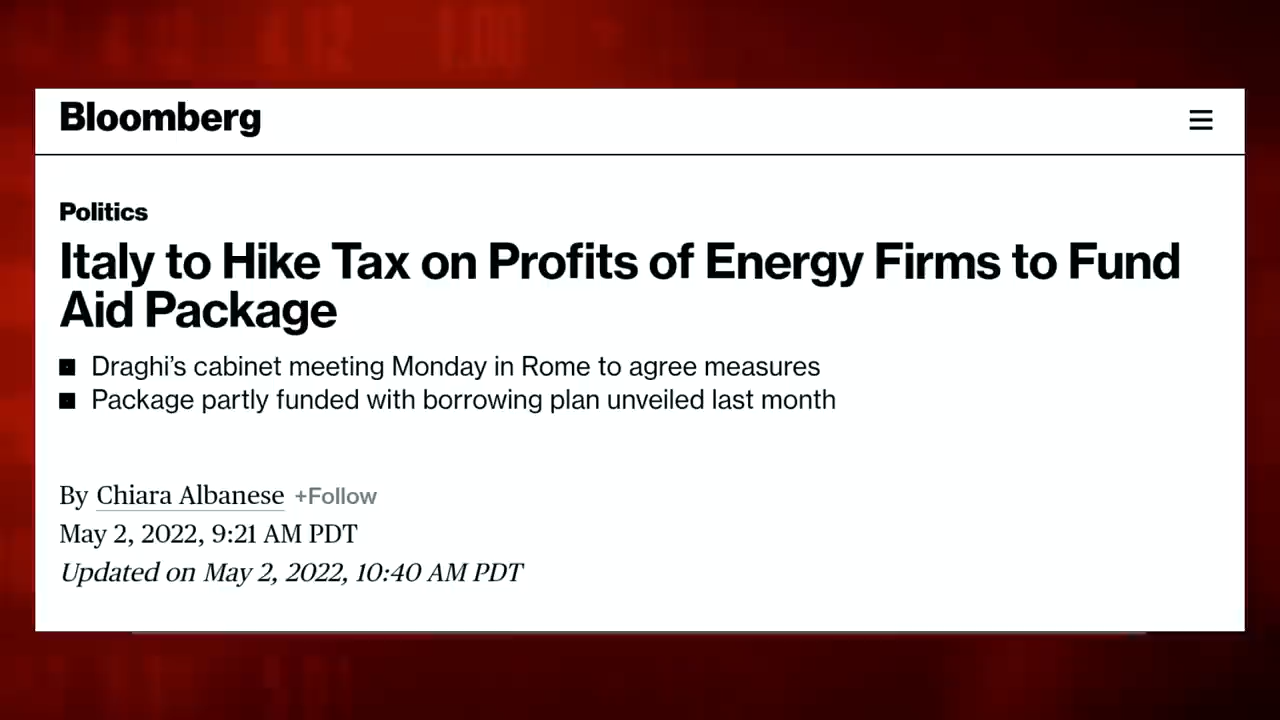 Bloomberg
Politics
Italy to Hike Tax on Profits of Energy Firms to Fund
Aid Package
Draghi’s cabinet meeting Monday in Rome to agree measures
Package partly funded with borrowing plan unveiled last month
By Chiara Albanese +Follow
May 2, 2022, 9:21 AM PDT
Updated on May 2, 2022, 10:40 AM PDT